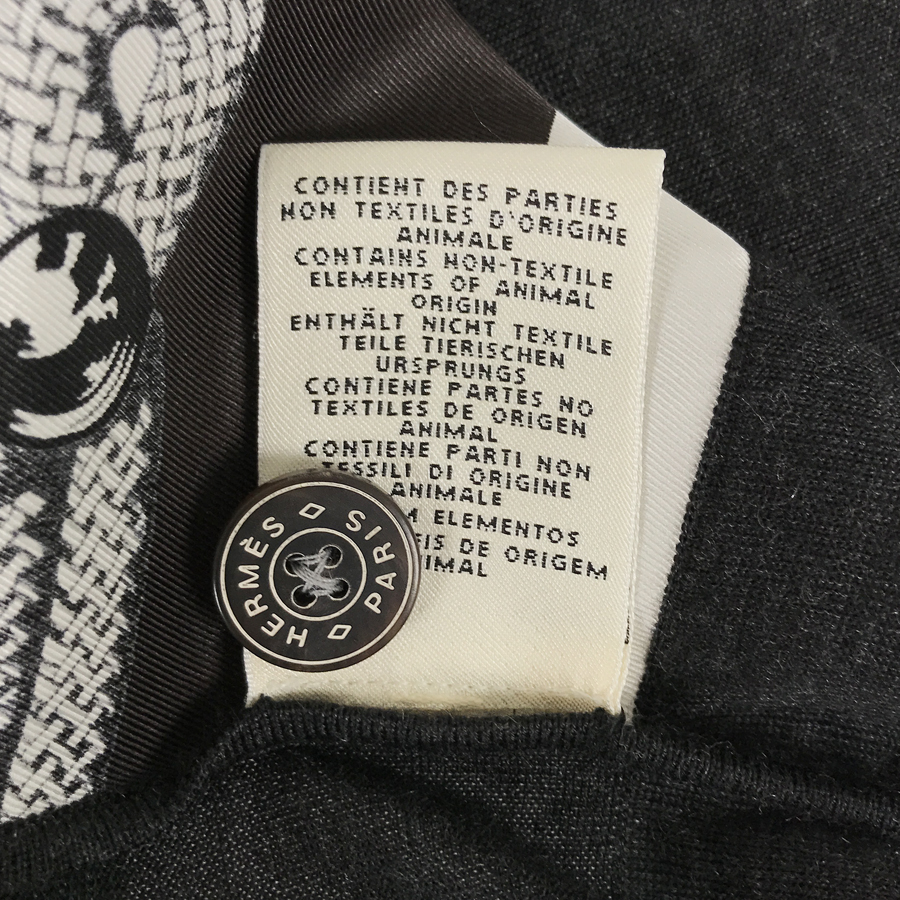 CONTIENT DES PARTIES
NON TEXTILES D'ORIGINE
ANIMALE
CONTAINS NON-TEXTILE
ELEMENTS OF ANIMAL
ORIGIN
ENTHÄLT NICHT TEXTILE
TEILE TIERISCHEN
URSPRUNGS
CONTIENE PARTES NO
TEXTILES DE ORIGEN
ANIMAL
CONTIENE PARTI NON
TESSILI DI ORIGINE
ANIMALE
ELEMENTOS
DE ORIGEM
HERMÈS PARIS